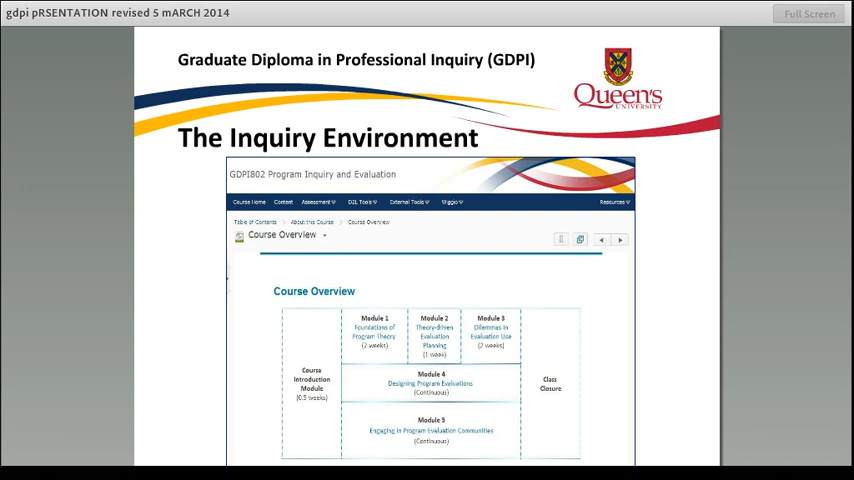 gdpi pRSENTATION revised 5 mARCH 2014
Full Screen
Graduate Diploma in Professional Inquiry (GDPI)
Queen's
UNIVERSITY
The Inquiry Environment
GDPI802 Program Inquiry and Evaluation
Course Home Content Assessment D2L Tools External Tools Wiggio Resources
Table of Contents > About this Course > Course Overview
Course Overview
Course Overview
Module 1
Foundations of
Program Theory
(2 weeks)
Module 2
Theory-driven
Evaluation
Planning
(1 week)
Module 3
Dilemmas in
Evaluation Use
(2 weeks)
Course
Introduction
Module
(0.5 weeks)
Module 4
Designing Program Evaluations
(Continuous)
Class
Closure
Module 5
Engaging in Program Evaluation Communities
(Continuous)